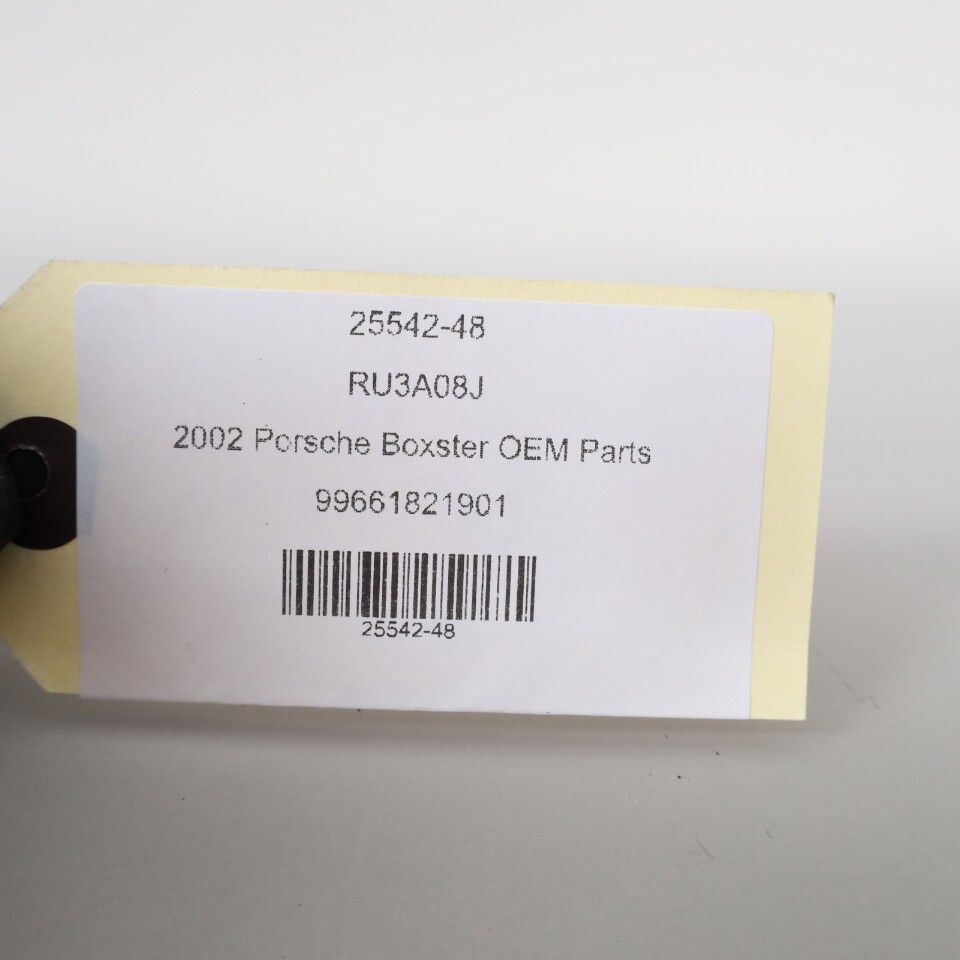 25542-48
RU3A08J
2002 Porsche Boxster OEM Parts
99661821901
25542-48